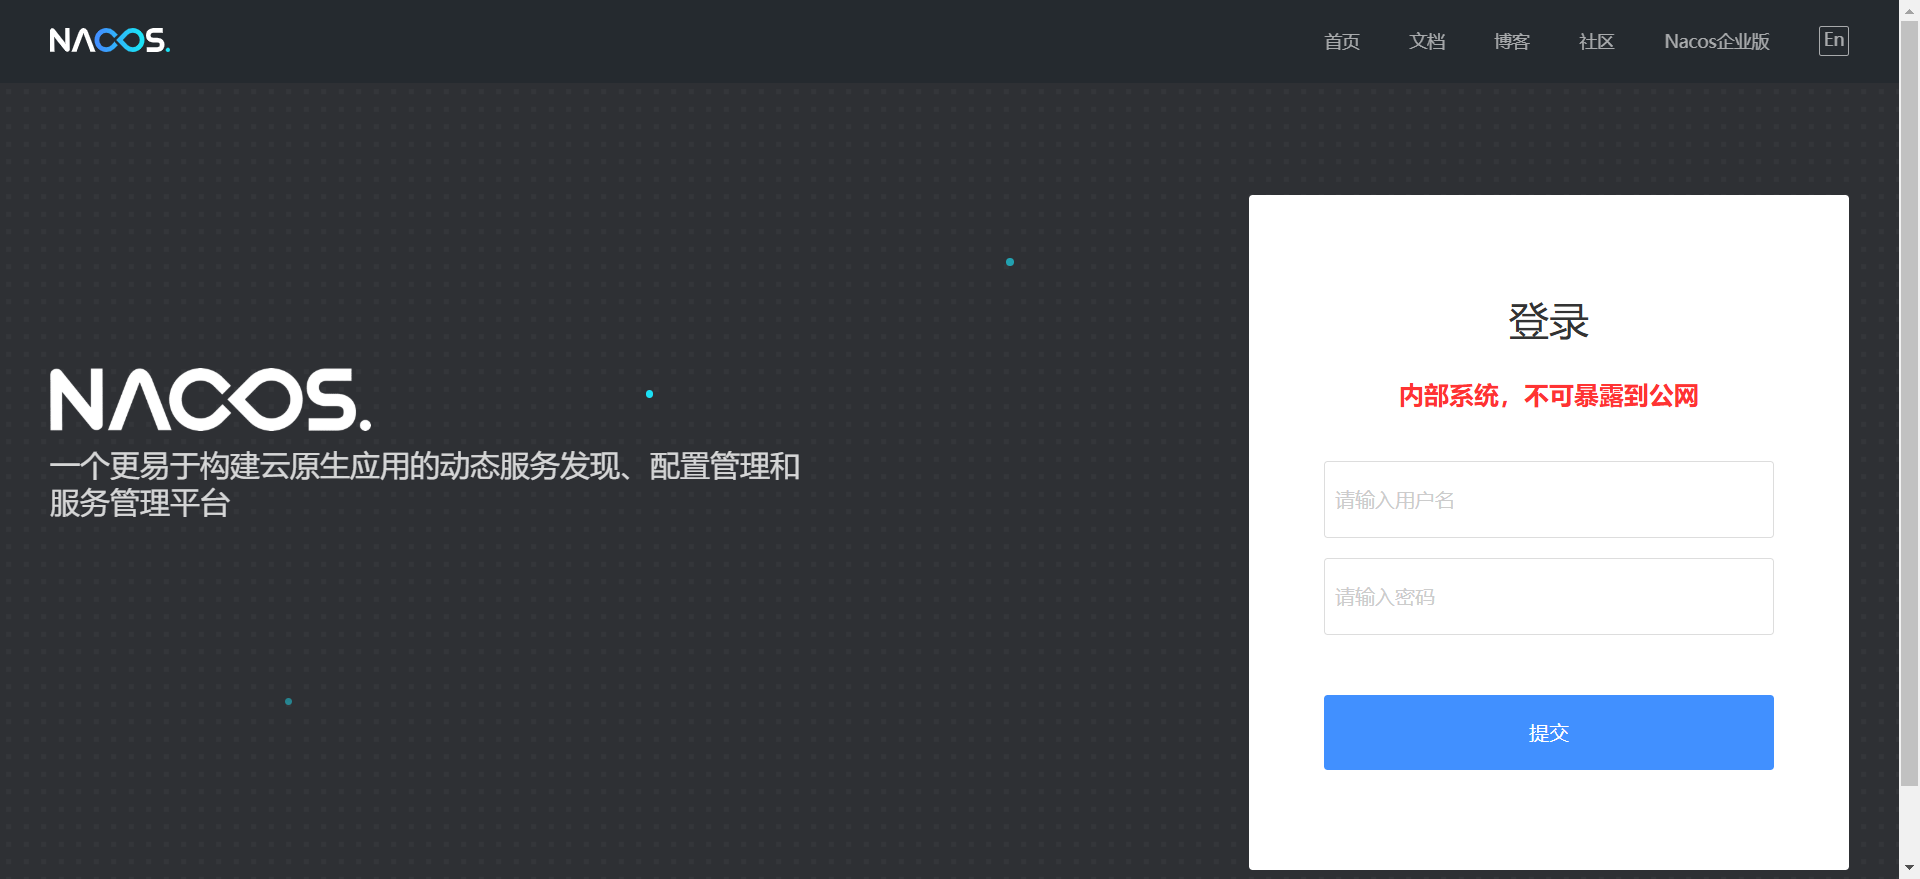 NACOS.
首页
文档
博客
社区
Nacos企业版
En
NACOS.
一个更易于构建云原生应用的动态服务发现、配置管理和
服务管理平台
登录
内部系统，不可暴露到公网
请输入用户名
请输入密码
提交